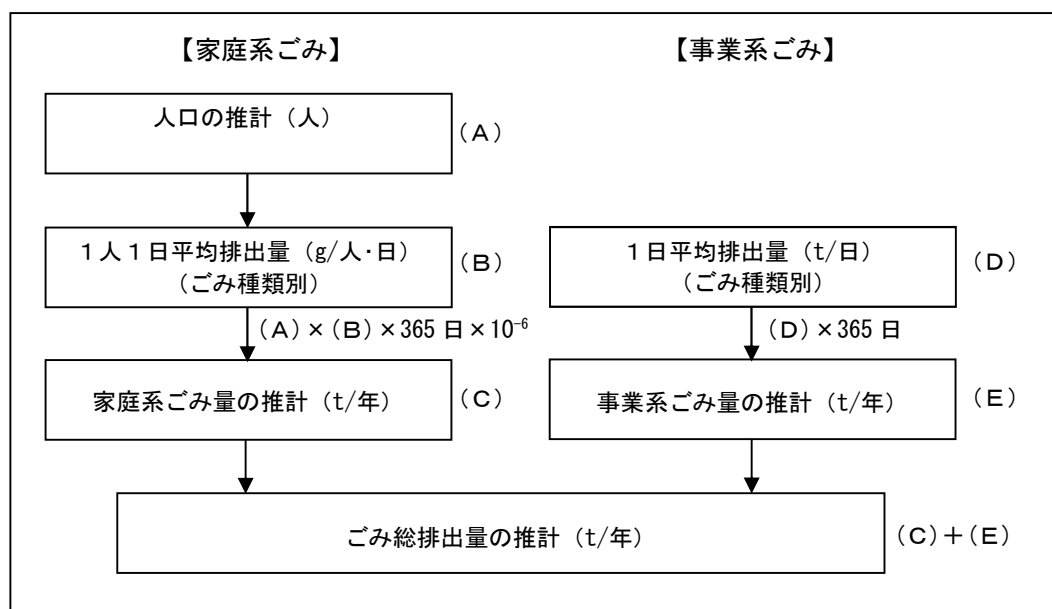 【家庭系ごみ】
【事業系ごみ】
人口の推計（人）
（Ａ）
１人１日平均排出量（g/人･日）
（ごみ種類別）
（Ｂ）
１日平均排出量（t/日）
（ごみ種類別）
（Ｄ）
（Ａ）×（Ｂ）×365 日×10⁻⁶
（Ｄ）×365 日
家庭系ごみ量の推計（t/年）
（Ｃ）
事業系ごみ量の推計（t/年）
（Ｅ）
ごみ総排出量の推計（t/年）
（Ｃ）＋（Ｅ）